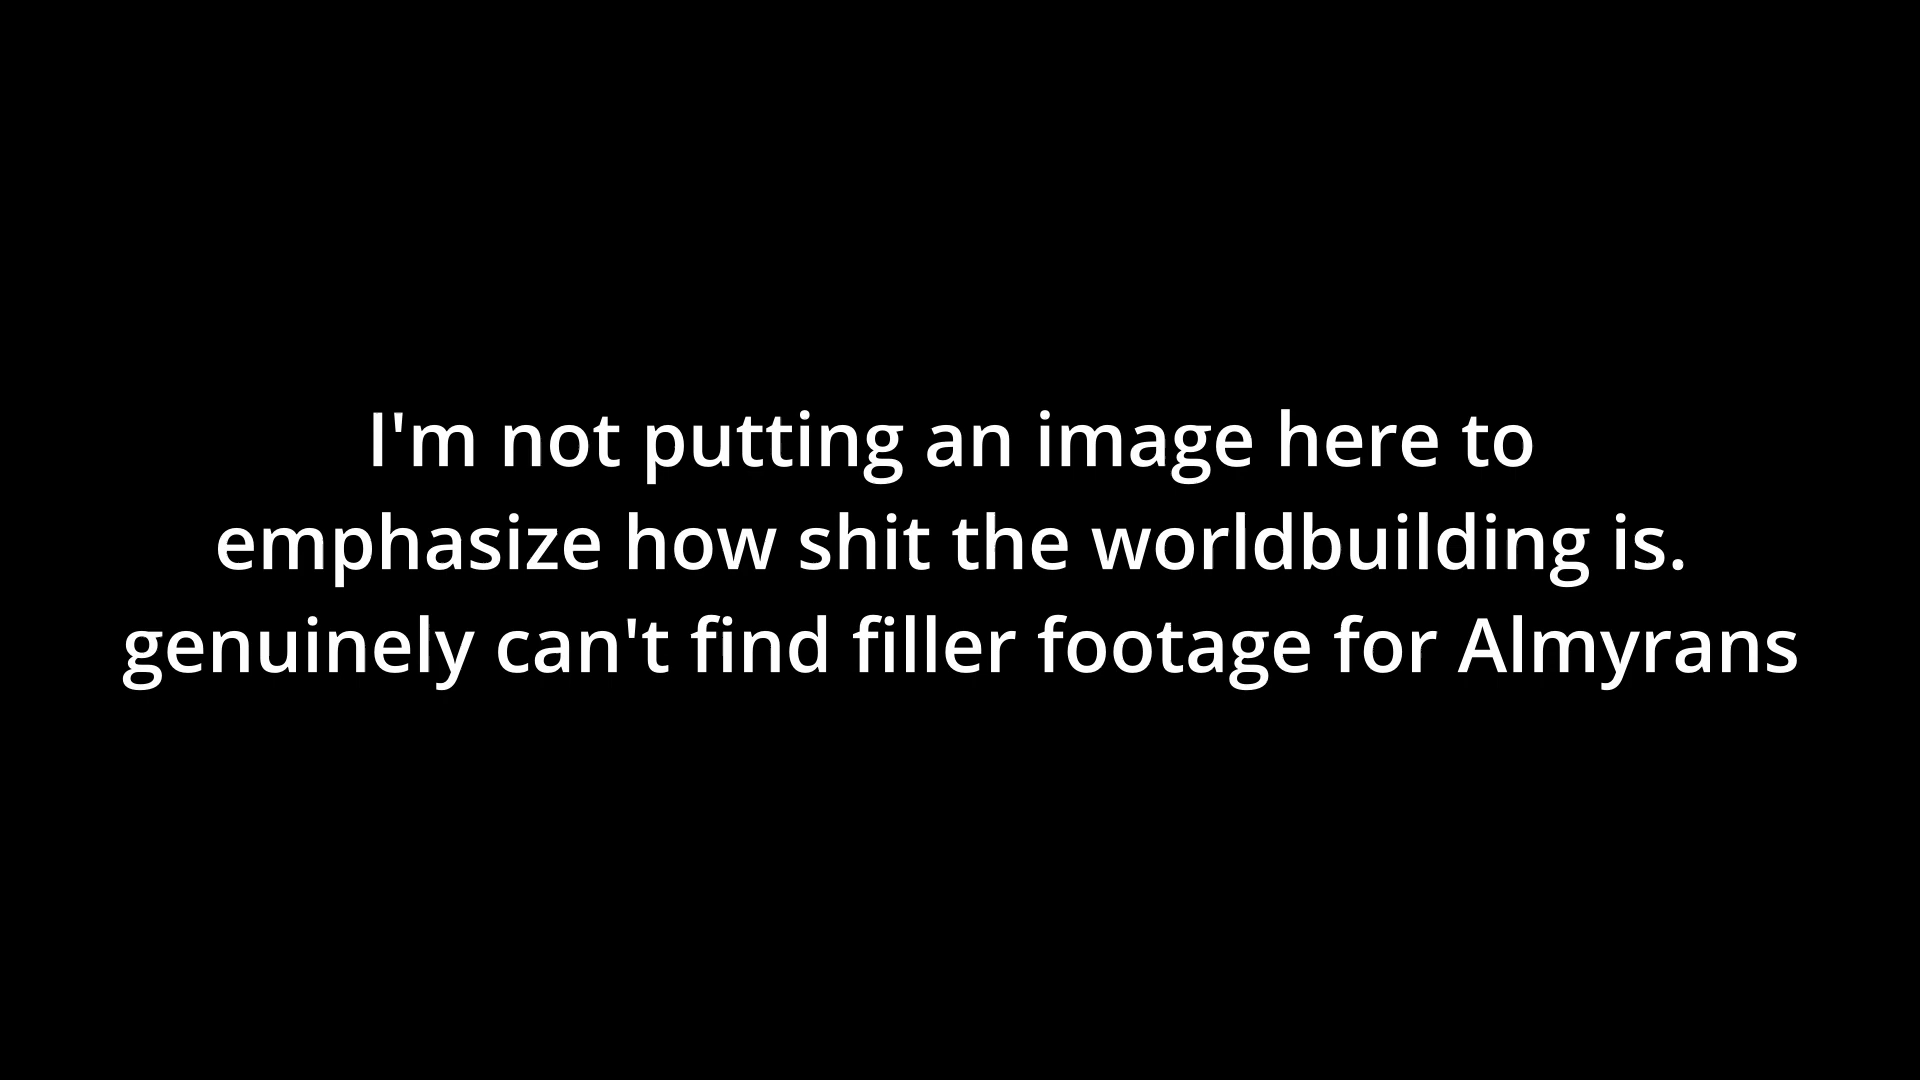 I'm not putting an image here to
emphasize how shit the worldbuilding is.
genuinely can't find filler footage for Almyrans